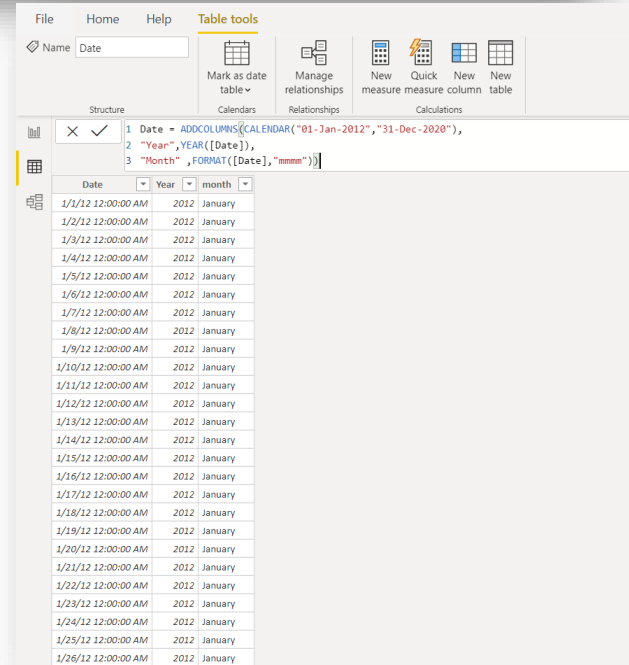 File Home Help Table tools
Name Date
Mark as date table
Manage relationships
New measure
Quick measure
New column
New table
Structure Calendars Relationships Calculations
1 Date = ADDCOLUMNS(CALENDAR("01-Jan-2012","31-Dec-2020"),
2 "Year",YEAR([Date]),
3 "Month" ,FORMAT([Date],"mmmm"))
Date Year month
1/1/12 12:00:00 AM 2012 January
1/2/12 12:00:00 AM 2012 January
1/3/12 12:00:00 AM 2012 January
1/4/12 12:00:00 AM 2012 January
1/5/12 12:00:00 AM 2012 January
1/6/12 12:00:00 AM 2012 January
1/7/12 12:00:00 AM 2012 January
1/8/12 12:00:00 AM 2012 January
1/9/12 12:00:00 AM 2012 January
1/10/12 12:00:00 AM 2012 January
1/11/12 12:00:00 AM 2012 January
1/12/12 12:00:00 AM 2012 January
1/13/12 12:00:00 AM 2012 January
1/14/12 12:00:00 AM 2012 January
1/15/12 12:00:00 AM 2012 January
1/16/12 12:00:00 AM 2012 January
1/17/12 12:00:00 AM 2012 January
1/18/12 12:00:00 AM 2012 January
1/19/12 12:00:00 AM 2012 January
1/20/12 12:00:00 AM 2012 January
1/21/12 12:00:00 AM 2012 January
1/22/12 12:00:00 AM 2012 January
1/23/12 12:00:00 AM 2012 January
1/24/12 12:00:00 AM 2012 January
1/25/12 12:00:00 AM 2012 January
1/26/12 12:00:00 AM 2012 January